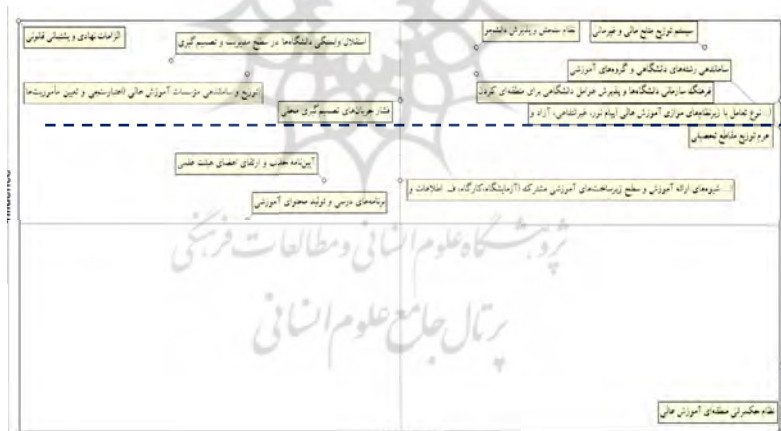 سیستم توزیع منابع مالی و غیرمالی
نظام سنجش و پذیرش دانشجو
الزامات نهادی و پشتیبانی قانونی
استقلال وابستگی دانشگاه‌ها در سطح مدیریت و تصمیم گیری
ساماندهی رشته‌های دانشگاهی و گروه‌های آموزشی
فرهنگ سازمانی دانشگاه‌ها و پذیرش عوامل دانشگاهی برای منطقه‌ای کردن
توزیع و ساماندهی مؤسسات آموزش عالی (اعتبارسنجی و تعیین مأموریت‌ها
فشار جریان‌های تصمیم گیری محلی
نوع تعامل با زیرنظام‌های موازی آموزش عالی (پیام نور، غیرانتفاعی، آزاد و
هرم توزیع مقاطع تحصیلی
آیین‌نامه جذب و ارتقای اعضای هیئت علمی
شیوه‌های ارائه آموزش و سطح زیرساخت‌های آموزشی مشترک (آزمایشگاه،کارگاه، ف. اطلاعات و
برنامه‌های درسی و تولید محتوای آموزشی
پژوهشگاه علوم انسانی و مطالعات فرهنگی
پرتال جامع علوم انسانی
نظام حکمرانی منطقه‌ای آموزش عالی